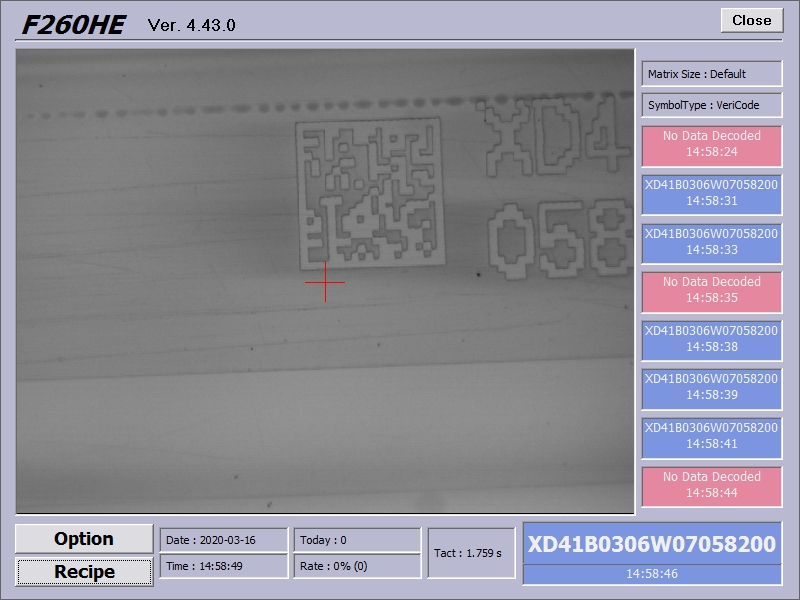 F260HE Ver. 4.43.0
Close
XD4
Q58
Matrix Size : Default
SymbolType : VeriCode
No Data Decoded
14:58:24
XD41B0306W07058200
14:58:31
XD41B0306W07058200
14:58:33
No Data Decoded
14:58:35
XD41B0306W07058200
14:58:38
XD41B0306W07058200
14:58:39
XD41B0306W07058200
14:58:41
No Data Decoded
14:58:44
Option
Recipe
Date : 2020-03-16
Time : 14:58:49
Today : 0
Rate : 0% (0)
Tact : 1.759 s
XD41B0306W07058200
14:58:46